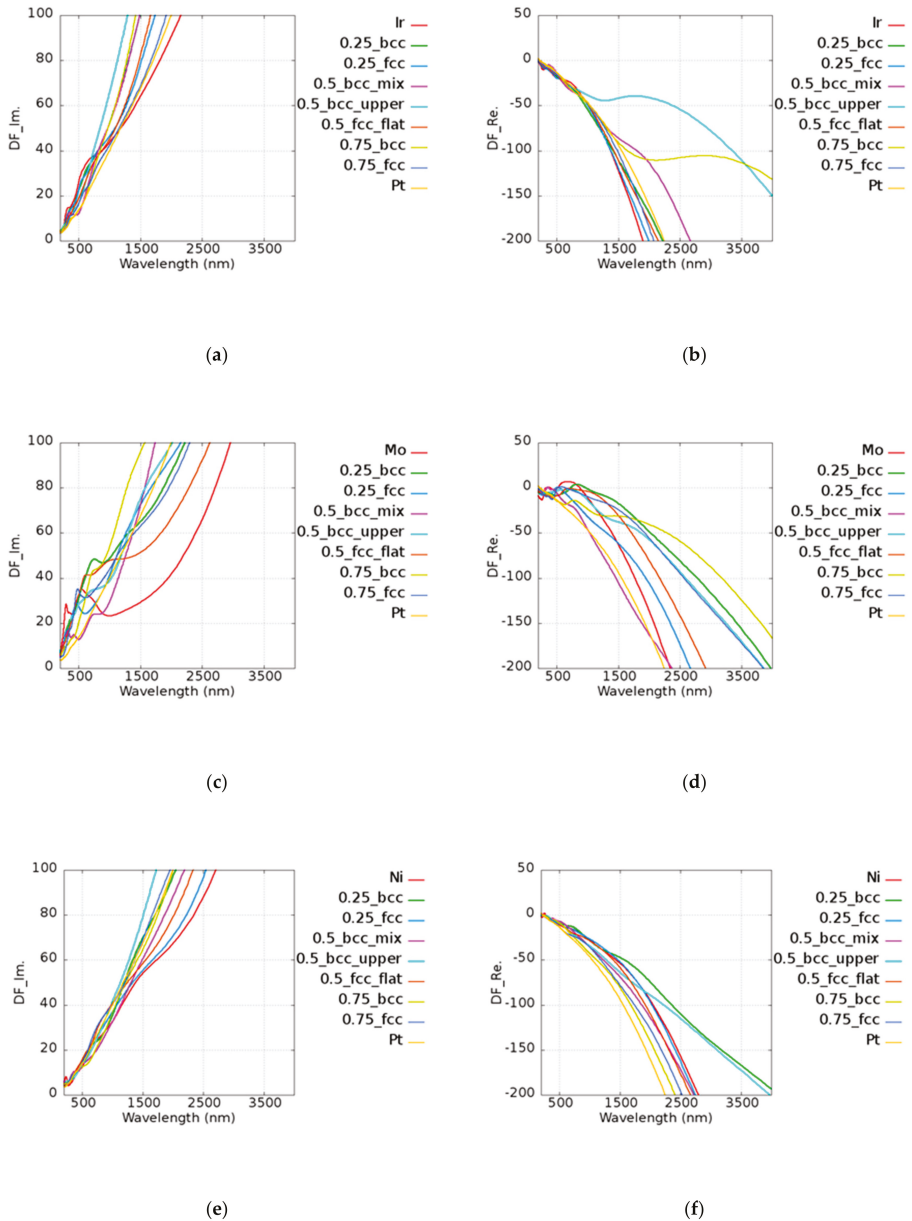 100
80
60
40
20
0
DF_Im.
500 1500 2500 3500
Wavelength (nm)
Ir
0.25_bcc
0.25_fcc
0.5_bcc_mix
0.5_bcc_upper
0.5_fcc_flat
0.75_bcc
0.75_fcc
Pt
(a)
50
0
-50
-100
-150
-200
DF_Re.
500 1500 2500 3500
Wavelength (nm)
Ir
0.25_bcc
0.25_fcc
0.5_bcc_mix
0.5_bcc_upper
0.5_fcc_flat
0.75_bcc
0.75_fcc
Pt
(b)
100
80
60
40
20
0
DF_Im.
500 1500 2500 3500
Wavelength (nm)
Mo
0.25_bcc
0.25_fcc
0.5_bcc_mix
0.5_bcc_upper
0.5_fcc_flat
0.75_bcc
0.75_fcc
Pt
(c)
50
0
-50
-100
-150
-200
DF_Re.
500 1500 2500 3500
Wavelength (nm)
Mo
0.25_bcc
0.25_fcc
0.5_bcc_mix
0.5_bcc_upper
0.5_fcc_flat
0.75_bcc
0.75_fcc
Pt
(d)
100
80
60
40
20
0
DF_Im.
500 1500 2500 3500
Wavelength (nm)
Ni
0.25_bcc
0.25_fcc
0.5_bcc_mix
0.5_bcc_upper
0.5_fcc_flat
0.75_bcc
0.75_fcc
Pt
(e)
50
0
-50
-100
-150
-200
DF_Re.
500 1500 2500 3500
Wavelength (nm)
Ni
0.25_bcc
0.25_fcc
0.5_bcc_mix
0.5_bcc_upper
0.5_fcc_flat
0.75_bcc
0.75_fcc
Pt
(f)